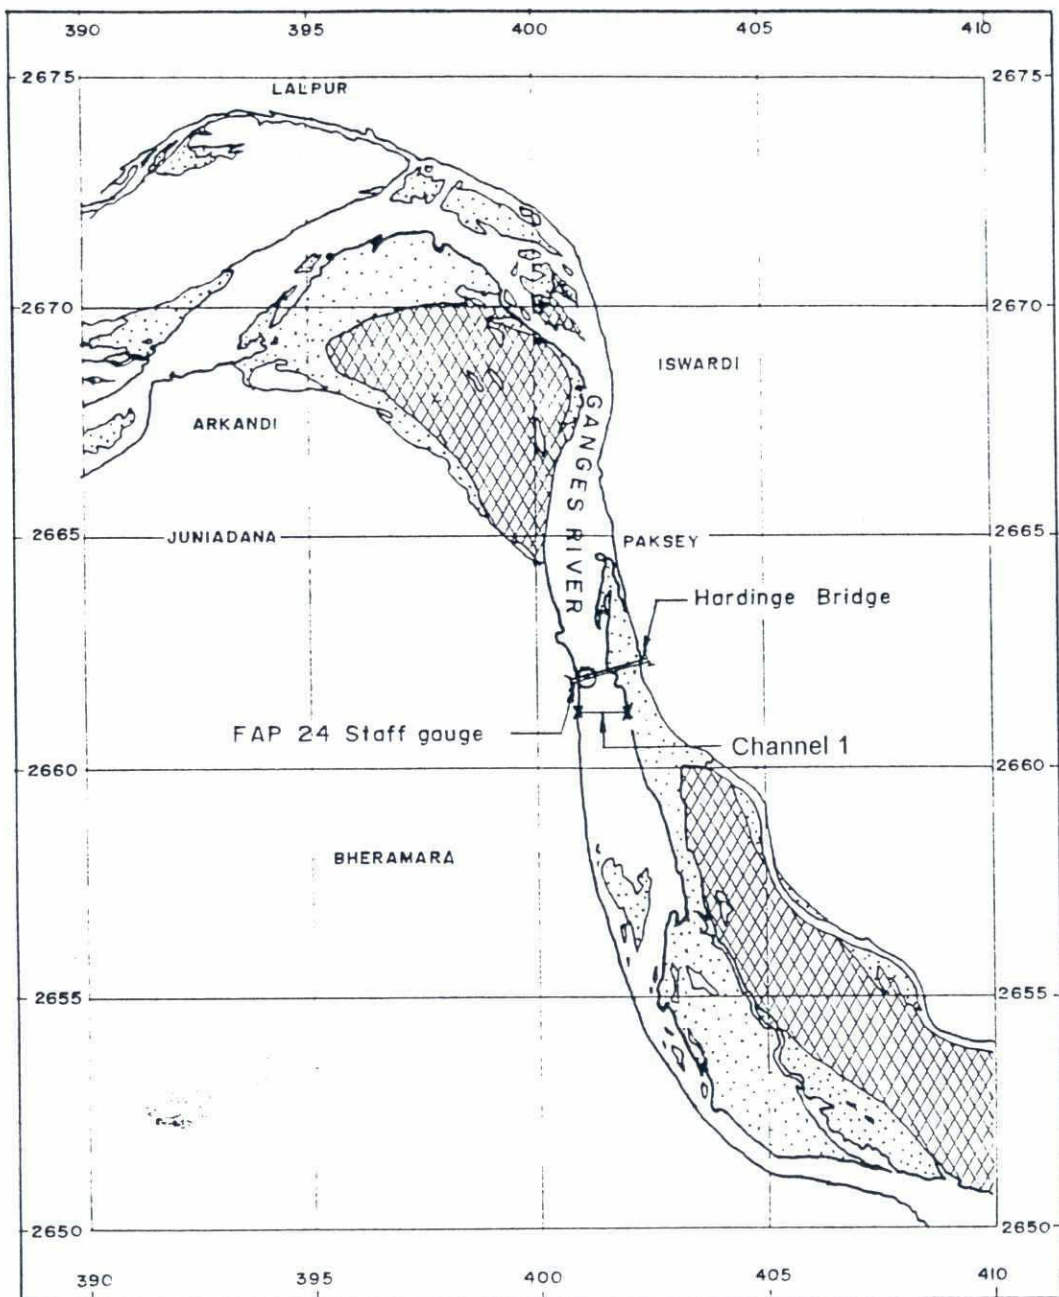 390 395 400 405 410
2675 2675
LALPUR
2670 2670
ISWARDI
ARKANDI
GANGES RIVER
2665 JUNIADANA PAKSEY 2665
Hardinge Bridge
FAP 24 Staff gauge
Channel 1
2660 2660
BHERAMARA
2655 2655
2650 2650
390 395 400 405 410